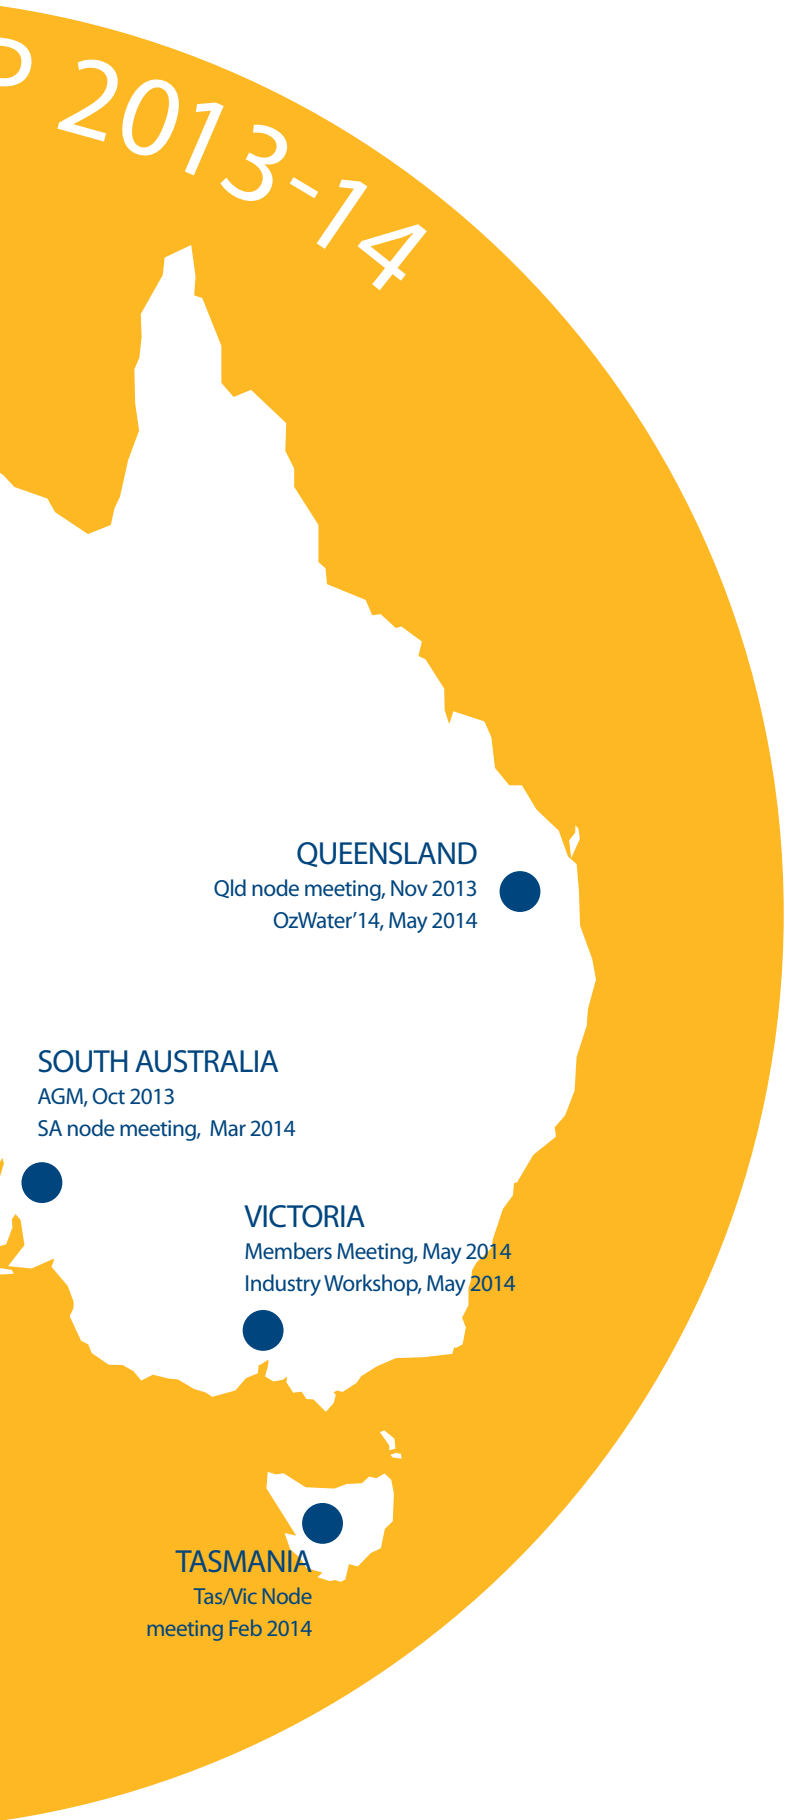 P 2013-14
QUEENSLAND
Qld node meeting, Nov 2013
OzWater'14, May 2014
SOUTH AUSTRALIA
AGM, Oct 2013
SA node meeting,  Mar 2014
VICTORIA
Members Meeting, May 2014
Industry Workshop, May 2014
TASMANIA
Tas/Vic Node
meeting Feb 2014